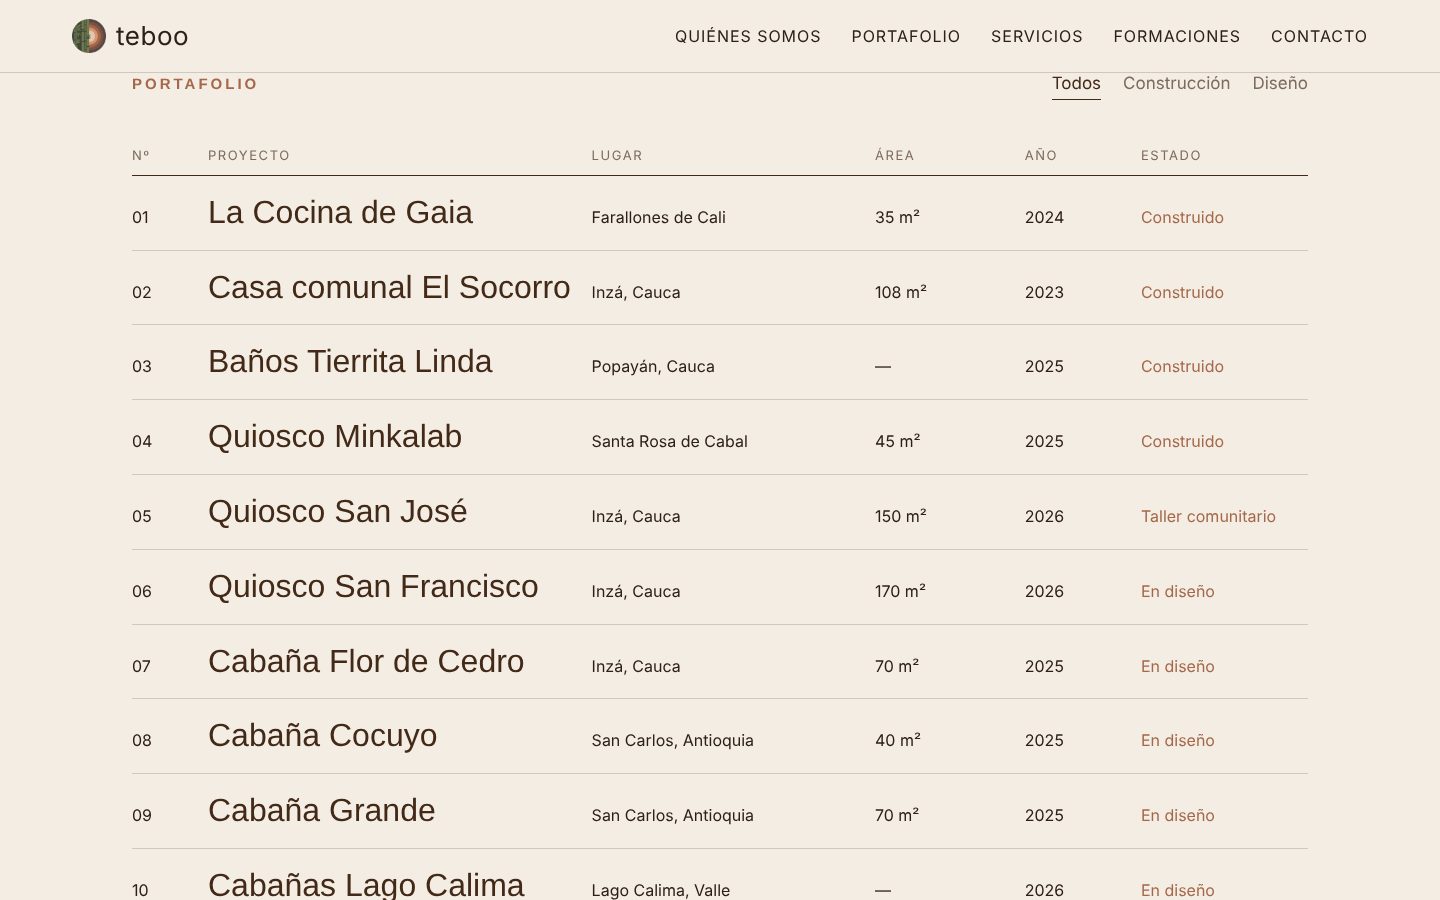 teboo QUIÉNES SOMOS PORTAFOLIO SERVICIOS FORMACIONES CONTACTO
PORTAFOLIO Todos Construcción Diseño
Nº PROYECTO LUGAR ÁREA AÑO ESTADO
01 La Cocina de Gaia Farallones de Cali 35 m² 2024 Construido
02 Casa comunal El Socorro Inzá, Cauca 108 m² 2023 Construido
03 Baños Tierrita Linda Popayán, Cauca — 2025 Construido
04 Quiosco Minkalab Santa Rosa de Cabal 45 m² 2025 Construido
05 Quiosco San José Inzá, Cauca 150 m² 2026 Taller comunitario
06 Quiosco San Francisco Inzá, Cauca 170 m² 2026 En diseño
07 Cabaña Flor de Cedro Inzá, Cauca 70 m² 2025 En diseño
08 Cabaña Cocuyo San Carlos, Antioquia 40 m² 2025 En diseño
09 Cabaña Grande San Carlos, Antioquia 70 m² 2025 En diseño
10 Cabañas Lago Calima Lago Calima, Valle — 2026 En diseño